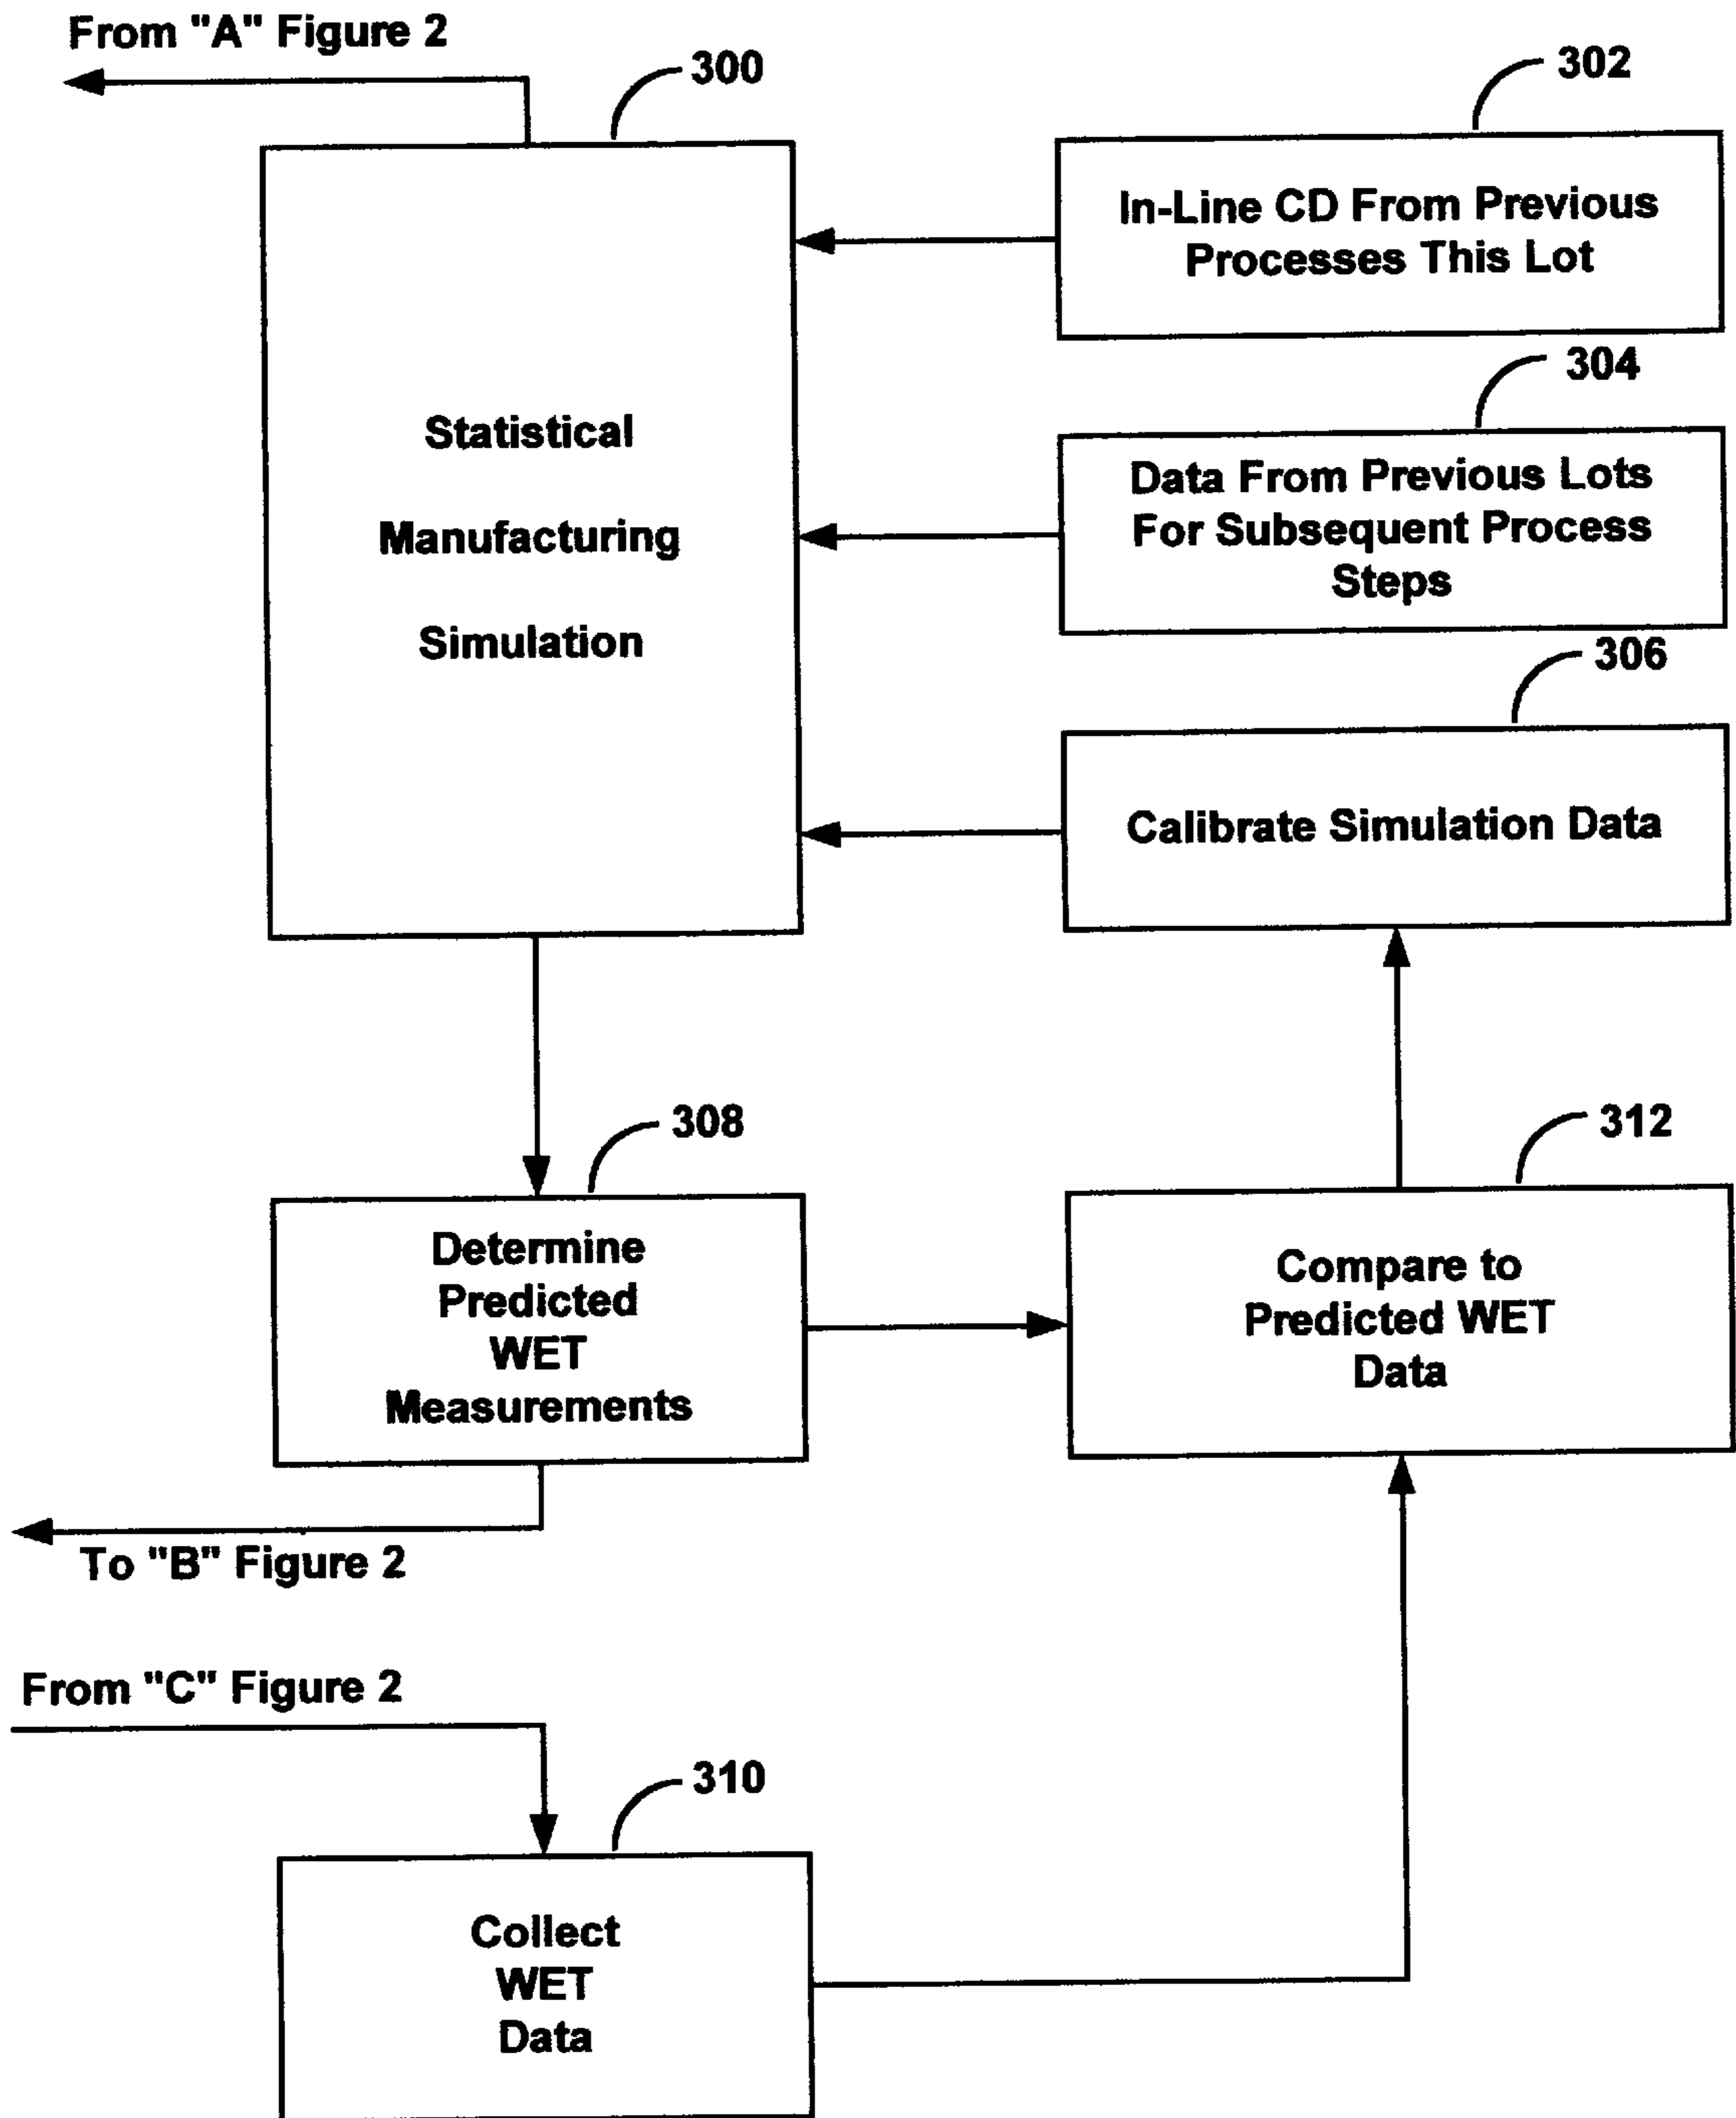 From "A" Figure 2
300
302
In-Line CD From Previous
Processes This Lot
304
Statistical
Manufacturing
Simulation
Data From Previous Lots
For Subsequent Process
Steps
306
Calibrate Simulation Data
308
Determine
Predicted
WET
Measurements
312
Compare to
Predicted WET
Data
To "B" Figure 2
From "C" Figure 2
310
Collect
WET
Data